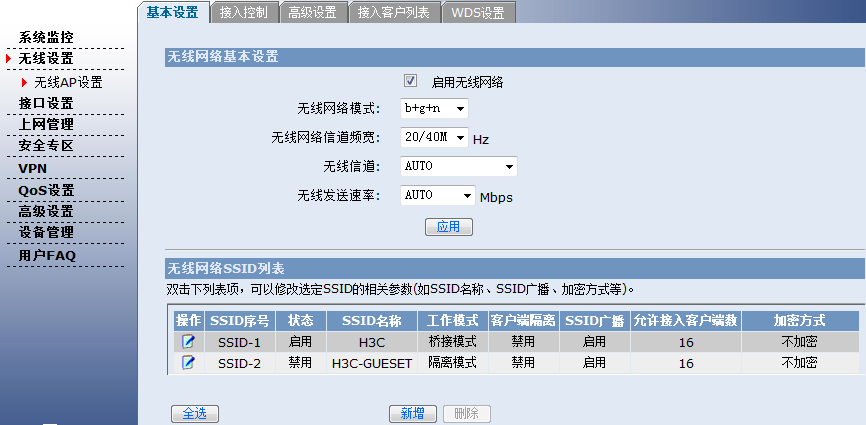 基本设置 接入控制 高级设置 接入客户列表 WDS设置
系统监控
无线设置
无线AP设置
接口设置
上网管理
安全专区
VPN
QoS设置
高级设置
设备管理
用户FAQ
无线网络基本设置
启用无线网络
无线网络模式: b+g+n
无线网络信道频宽: 20/40M Hz
无线信道: AUTO
无线发送速率: AUTO Mbps
应用
无线网络SSID列表
双击下列表项，可以修改选定SSID的相关参数(如SSID名称、SSID广播、加密方式等)。
操作 SSID序号 状态 SSID名称 工作模式 客户端隔离 SSID广播 允许接入客户端数 加密方式
SSID-1 启用 H3C 桥接模式 禁用 启用 16 不加密
SSID-2 禁用 H3C-GUESET 隔离模式 禁用 启用 16 不加密
全选 新增 删除